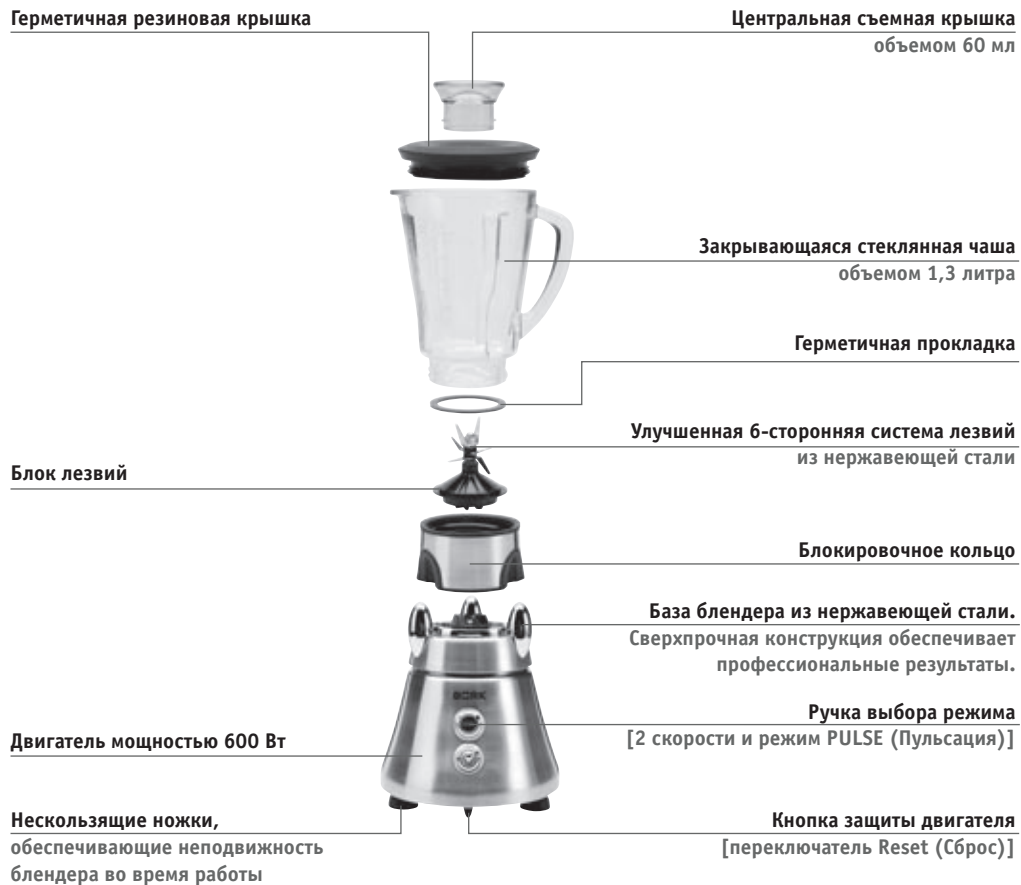 Герметичная резиновая крышка
Центральная съемная крышка
объемом 60 мл
Закрывающаяся стеклянная чаша
объемом 1,3 литра
Герметичная прокладка
Улучшенная 6-сторонняя система лезвий
из нержавеющей стали
Блок лезвий
Блокировочное кольцо
База блендера из нержавеющей стали.
Сверхпрочная конструкция обеспечивает
профессиональные результаты.
BORK
Ручка выбора режима
[2 скорости и режим PULSE (Пульсация)]
Двигатель мощностью 600 Вт
Нескользящие ножки,
обеспечивающие неподвижность
блендера во время работы
Кнопка защиты двигателя
[переключатель Reset (Сброс)]